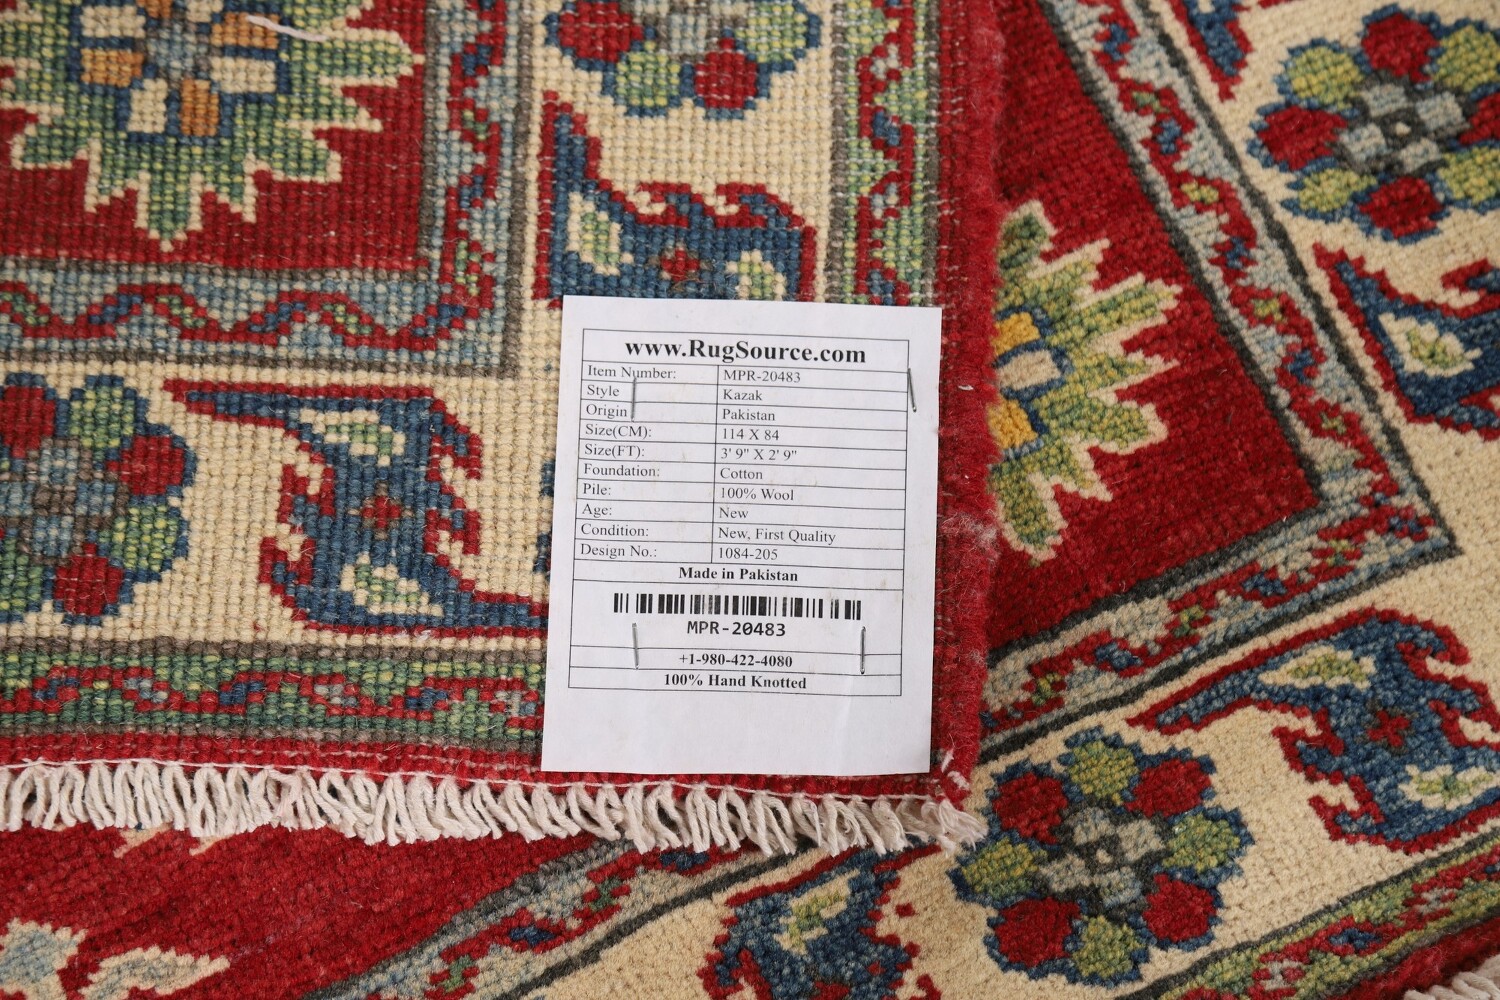 www.RugSource.com
Item Number: MPR-20483
Style Kazak
Origin Pakistan
Size(CM): 114 X 84
Size(FT): 3' 9" X 2' 9"
Foundation: Cotton
Pile: 100% Wool
Age: New
Condition: New, First Quality
Design No.: 1084-205
Made in Pakistan
MPR-20483
+1-980-422-4080
100% Hand Knotted